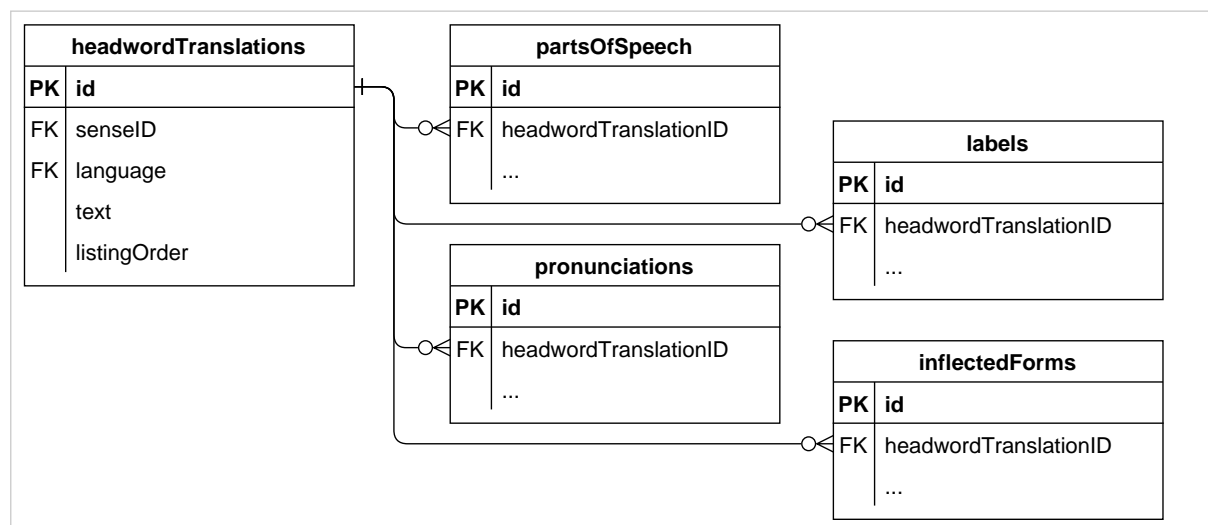 headwordTranslations
PK id
FK senseID
FK language
text
listingOrder
partsOfSpeech
PK id
FK headwordTranslationID
...
labels
PK id
FK headwordTranslationID
...
pronunciations
PK id
FK headwordTranslationID
...
inflectedForms
PK id
FK headwordTranslationID
...